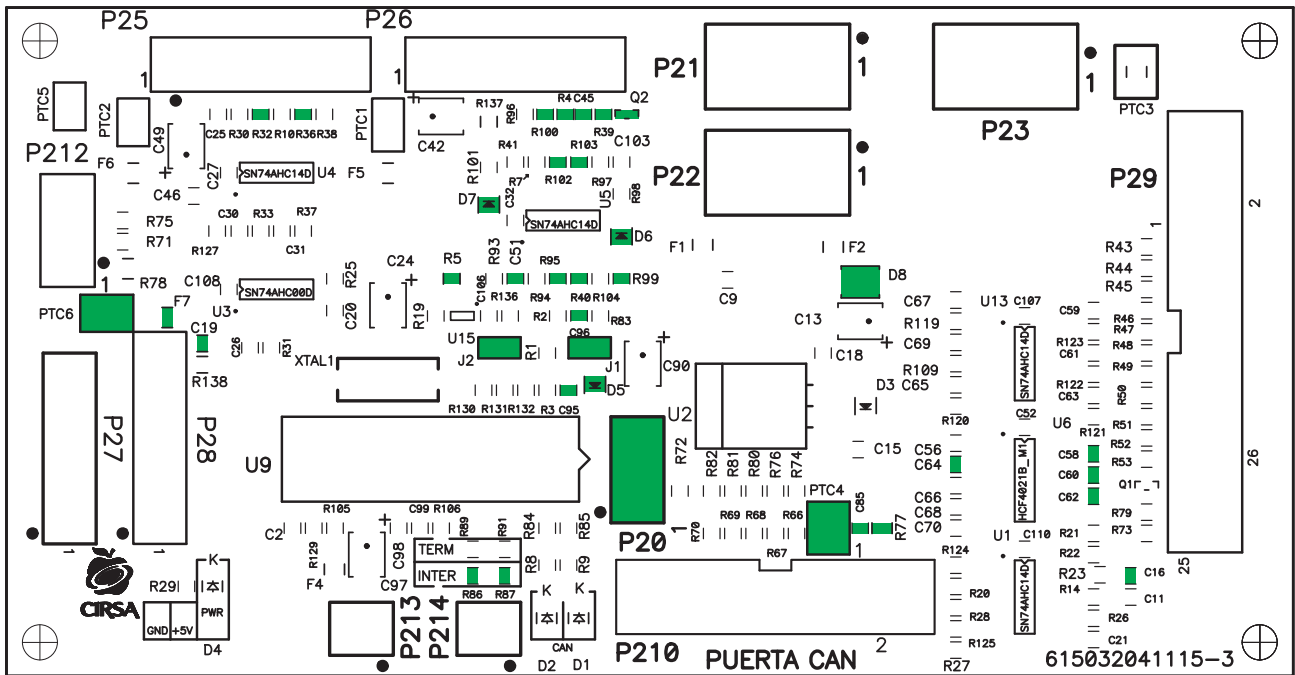 P25
P26
P21
1
P23
1
PTC3
PTC5
PTC2
1
PTC1
1
R137
R96
R4
C45
Q2
C49
C25
R30
R32
R10
R36
R38
C42
R100
R39
C103
P212
F6
C46
C27
SN74AHC14D
U4
F5
R101
R41
R103
R7
R102
R97
U5
R98
P22
1
P29
2
D7
C32
SN74AHC14D
D6
R75
R71
R127
C30
R33
R37
C31
F1
F2
1
R43
R44
R45
R78
1
C108
U3
SN74AHC00D
R25
C24
R5
R93
C51
R95
R99
C9
D8
PTC6
F7
C19
C20
R19
C106
R136
R94
R40
R104
R2
R83
C13
C67
R119
C69
U13
C107
C59
R46
R47
R138
C26
R31
XTAL1
U15
J2
R1
C96
J1
C90
C18
SN74AHC14D
R123
C61
R48
R49
R109
D3
C65
R122
C63
R50
D5
R130
R131
R132
R3
C95
P27
P28
U9
U2
R72
R82
R81
R80
R76
R74
C15
R120
C52
U6
R121
R51
R52
R53
C56
C64
C58
C60
C62
HCF4021B_M1
Q1
26
PTC4
C85
C66
C68
C70
R79
R73
1
1
C2
R105
C99
R106
R89
R91
R84
R85
1
R70
R69
R68
R66
R77
P20
R129
C98
TERM
INTER
R8
R9
R67
1
R124
U1
C110
R21
R22
R23
C16
25
CIRSA
R29
K
PWR
F4
C97
R86
R87
K
K
SN74AHC14D
R20
R28
R14
C11
R26
GND
+5V
D4
P213
P214
CAN
D2
D1
P210
PUERTA CAN
2
R125
R27
C21
615032041115-3